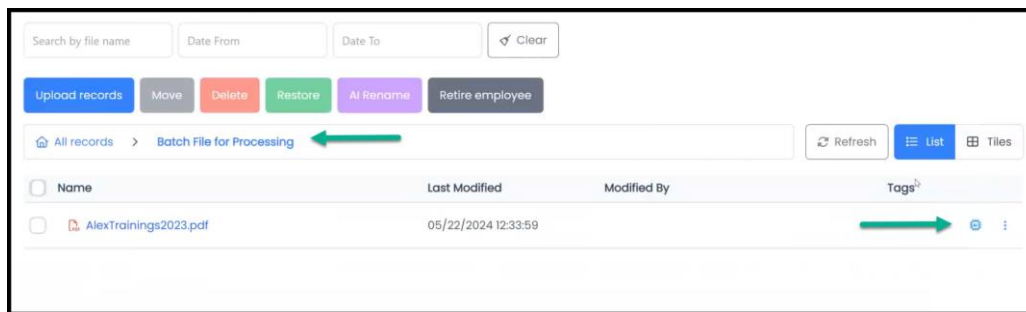 Search by file name Date From Date To Clear
Upload records Move Delete Restore AI Rename Retire employee
All records > Batch File for Processing Refresh List Tiles
Name Last Modified Modified By Tags
AlexTrainings2023.pdf 05/22/2024 12:33:59